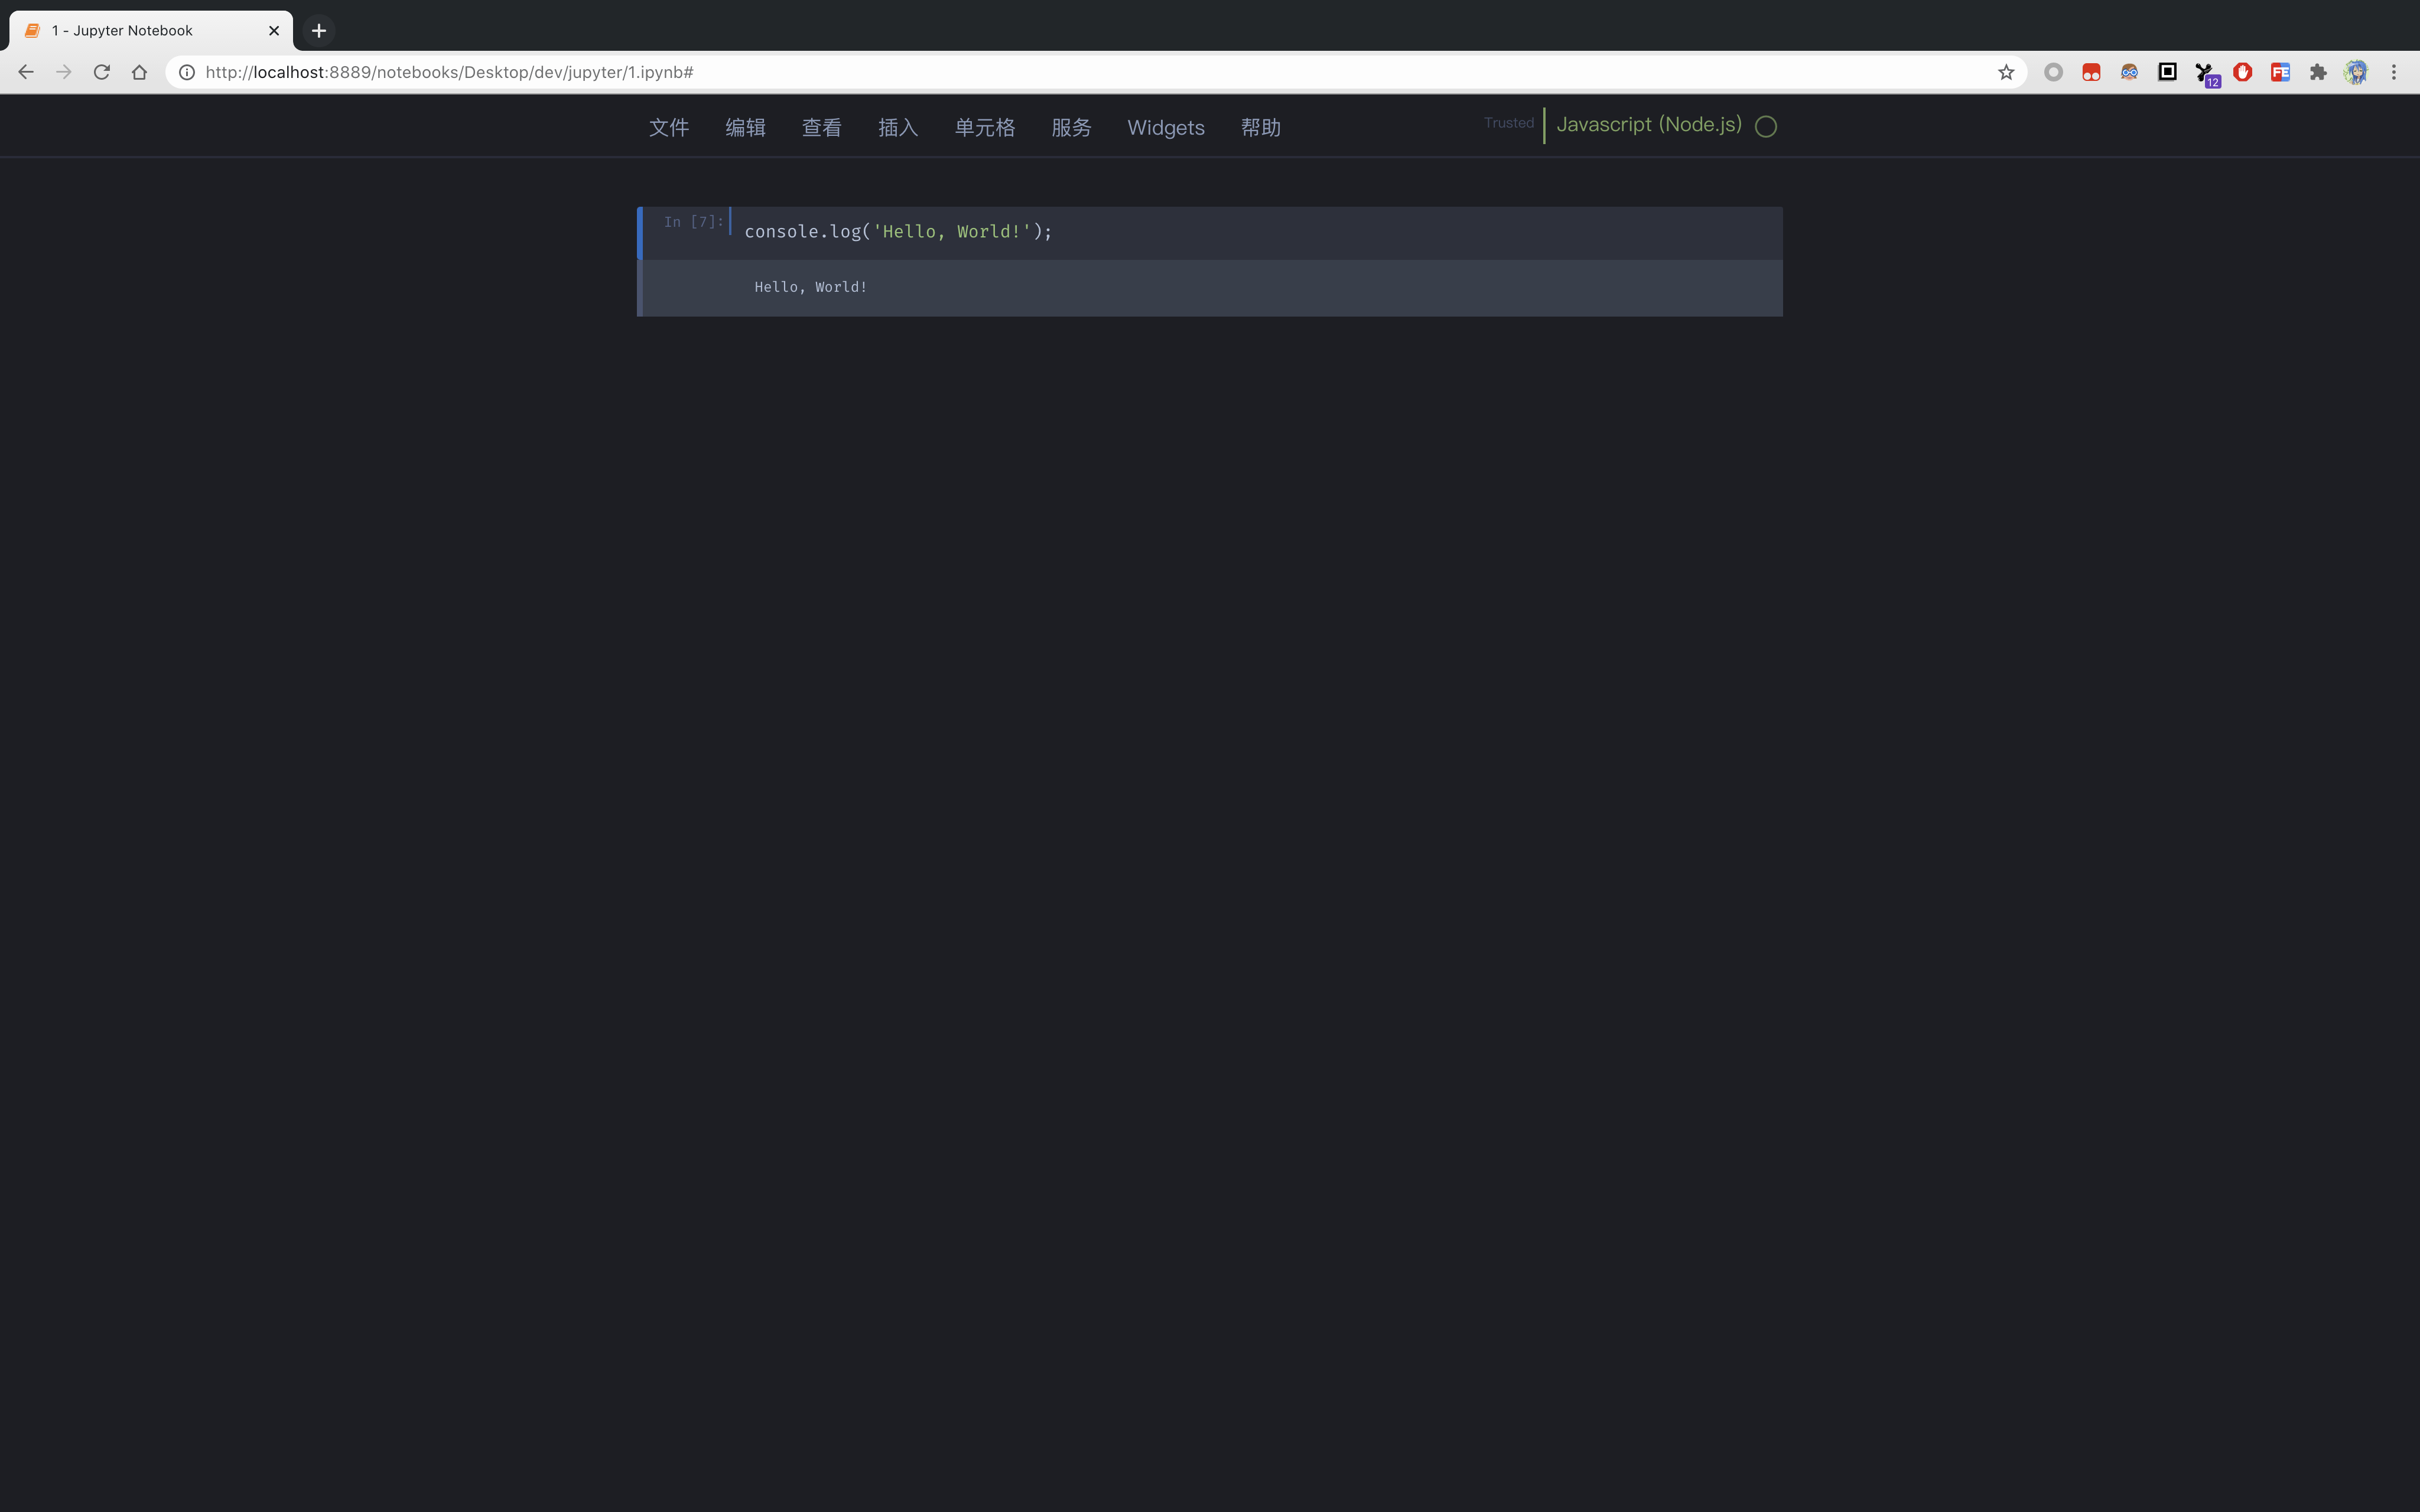 1 - Jupyter Notebook
http://localhost:8889/notebooks/Desktop/dev/jupyter/1.ipynb#
12
FE
文件 编辑 查看 插入 单元格 服务 Widgets 帮助 Trusted Javascript (Node.js)
In [7]: console.log('Hello, World!');
Hello, World!